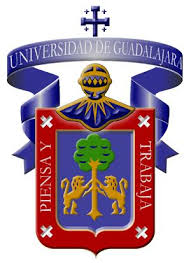 UNIVERSIDAD DE GUADALAJARA
PIENSA Y
TRABAJA